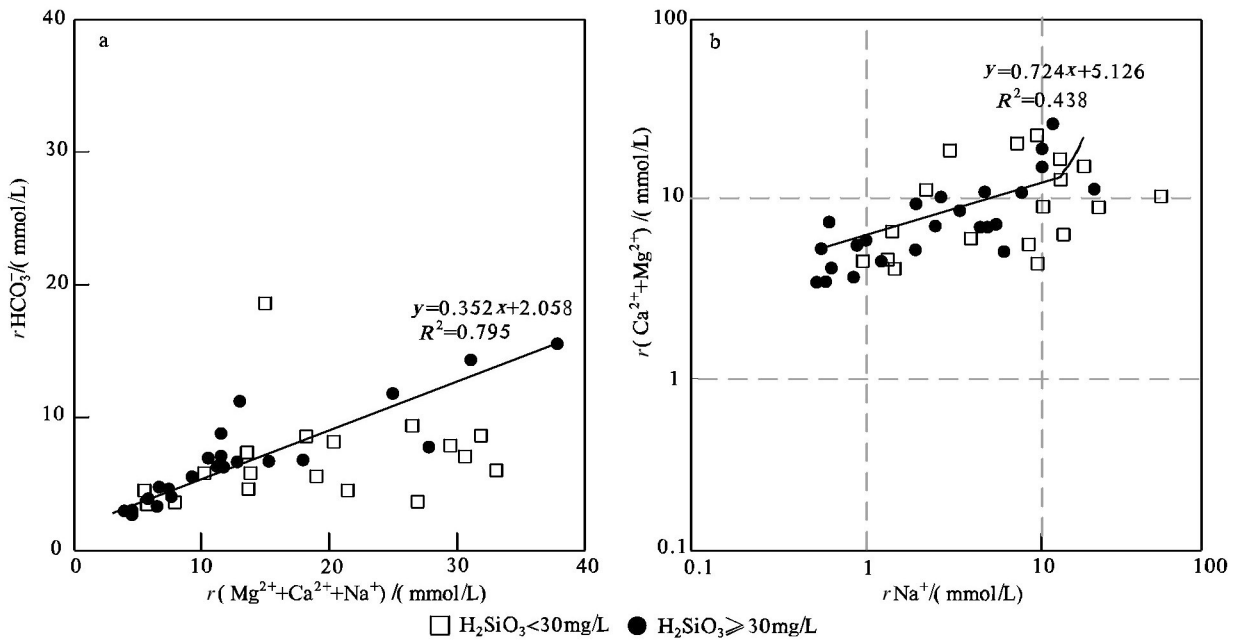 a
40
30
20
10
0
rHCO₃⁻/(mmol/L)
y=0.352x+2.058
R²=0.795
0 10 20 30 40
r(Mg²⁺+Ca²⁺+Na⁺)/(mmol/L)
b
100
10
1
0.1
r(Ca²⁺+Mg²⁺)/(mmol/L)
y=0.724x+5.126
R²=0.438
0.1 1 10 100
rNa⁺/(mmol/L)
H₂SiO₃<30mg/L H₂SiO₃⩾30mg/L